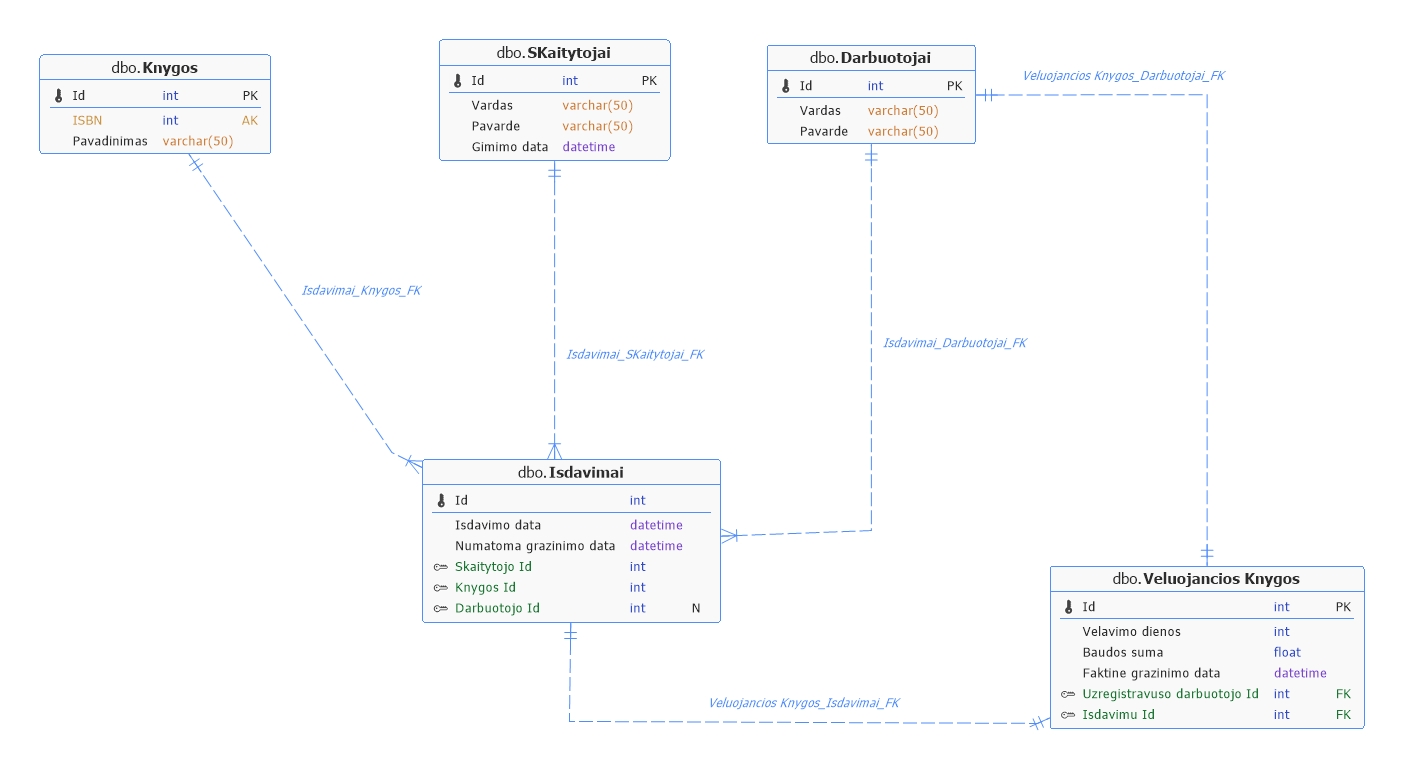 dbo.Knygos
Id int PK
ISBN int AK
Pavadinimas varchar(50)
dbo.SKaitytojai
Id int PK
Vardas varchar(50)
Pavarde varchar(50)
Gimimo data datetime
dbo.Darbuotojai
Id int PK
Vardas varchar(50)
Pavarde varchar(50)
Veluojancios Knygos_Darbuotojai_FK
Isdavimai_Knygos_FK
Isdavimai_SKaitytojai_FK
Isdavimai_Darbuotojai_FK
dbo.Isdavimai
Id int
Isdavimo data datetime
Numatoma grazinimo data datetime
Skaitytojo Id int
Knygos Id int
Darbuotojo Id int N
Veluojancios Knygos_Isdavimai_FK
dbo.Veluojancios Knygos
Id int PK
Velavimo dienos int
Baudos suma float
Faktine grazinimo data datetime
Uzregistravuso darbuotojo Id int FK
Isdavimu Id int FK